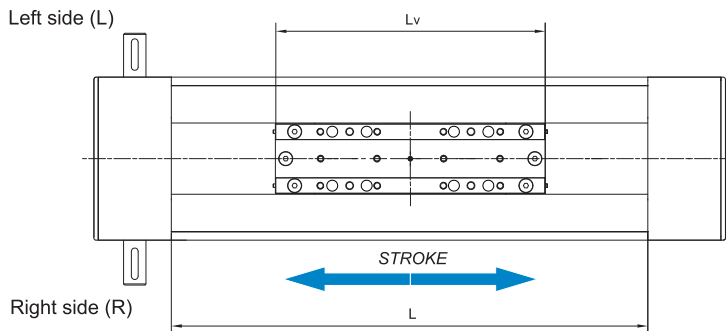 Left side (L)
Lv
STROKE
Right side (R)
L